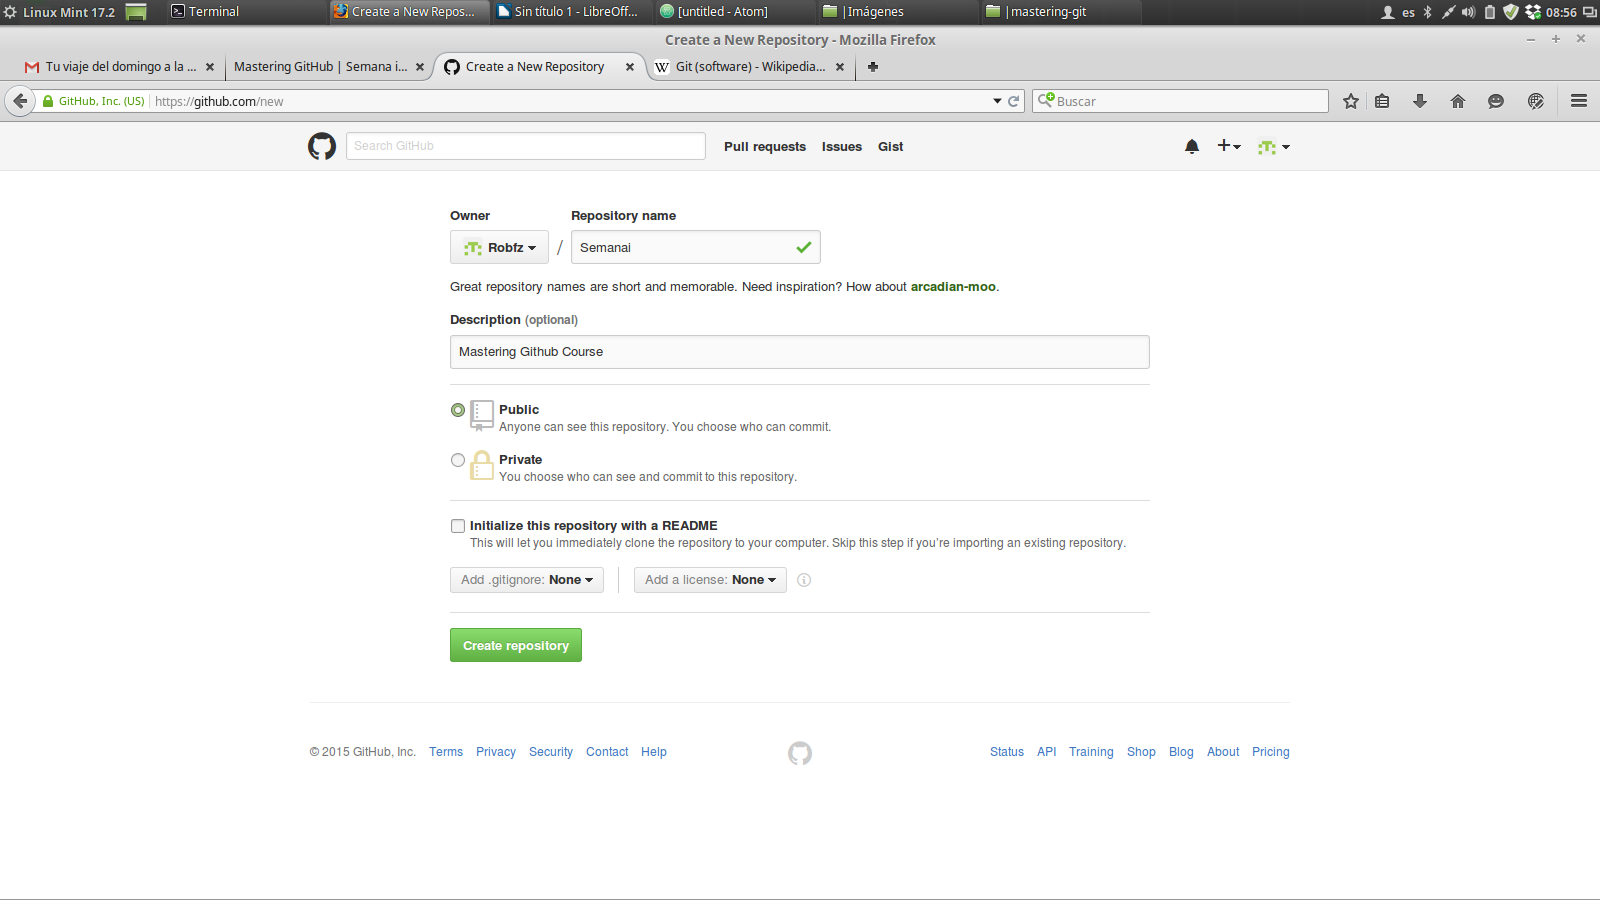 Linux Mint 17.2 Terminal Create a New Repos... Sin título 1 - LibreOff... [untitled - Atom] Imágenes mastering-git es 08:56
Create a New Repository - Mozilla Firefox
Tu viaje del domingo a la ... Mastering GitHub | Semana i... Create a New Repository Git (software) - Wikipedia...
GitHub, Inc. (US) https://github.com/new Buscar
Search GitHub Pull requests Issues Gist
Owner Repository name
Robfz / Semanai
Great repository names are short and memorable. Need inspiration? How about arcadian-moo.
Description (optional)
Mastering Github Course
Public
Anyone can see this repository. You choose who can commit.
Private
You choose who can see and commit to this repository.
Initialize this repository with a README
This will let you immediately clone the repository to your computer. Skip this step if you're importing an existing repository.
Add .gitignore: None Add a license: None
Create repository
© 2015 GitHub, Inc. Terms Privacy Security Contact Help Status API Training Shop Blog About Pricing